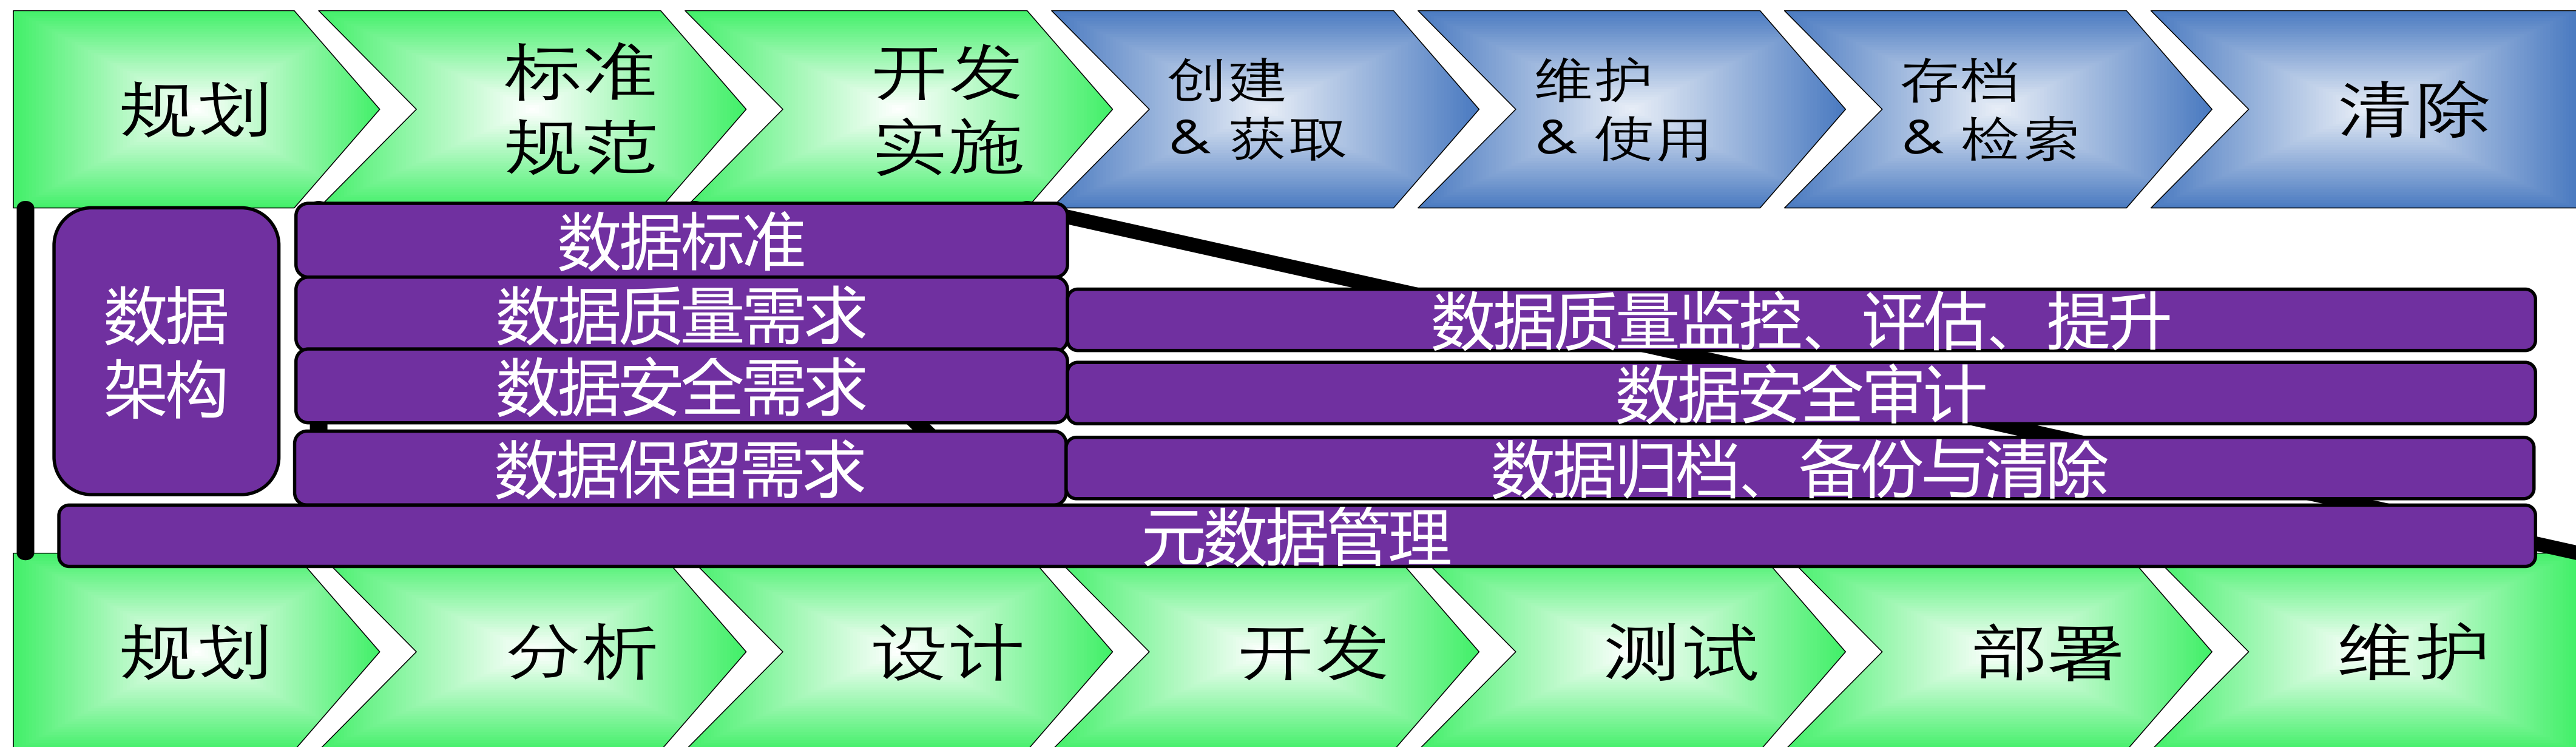 规划
标准
规范
开发
实施
创建
& 获取
维护
& 使用
存档
& 检索
清除
数据
架构
数据标准
数据质量需求
数据安全需求
数据保留需求
数据质量监控、评估、提升
数据安全审计
数据归档、备份与清除
元数据管理
规划
分析
设计
开发
测试
部署
维护